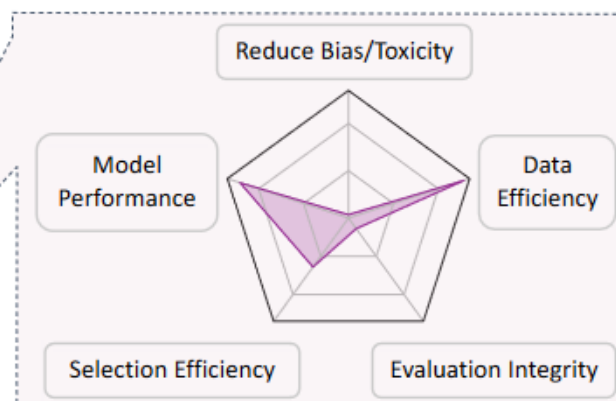 Reduce Bias/Toxicity
Model
Performance
Data
Efficiency
Selection Efficiency
Evaluation Integrity